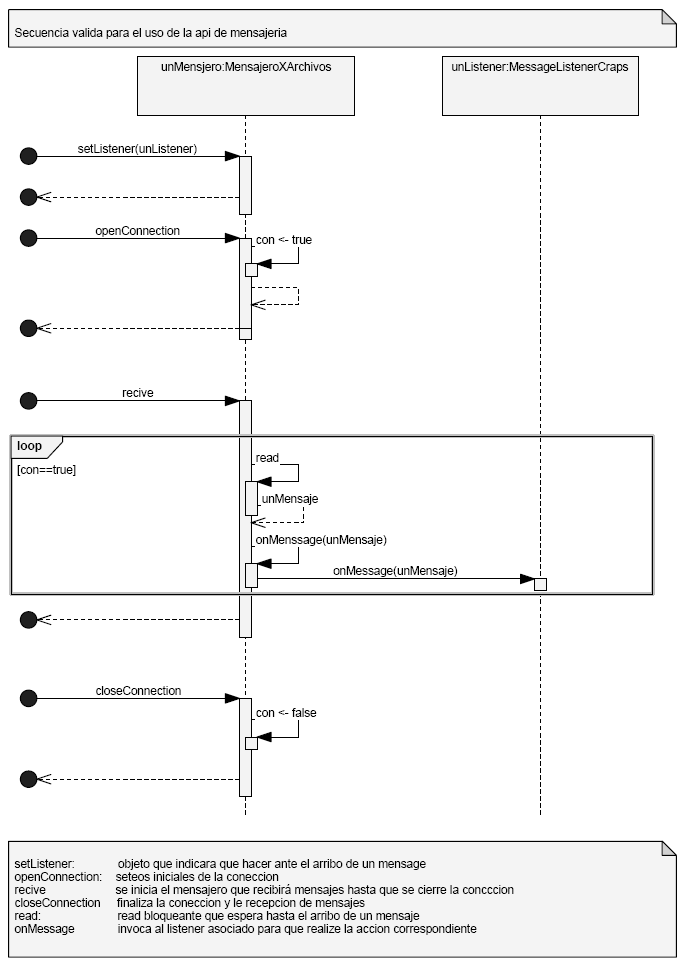 Secuencia valida para el uso de la api de mensajeria
unMensjero:MensajeroXArchivos
unListener:MessageListenerCraps
setListener(unListener)
openConnection
con <- true
recive
loop
[con==true]
read
unMensaje
onMenssage(unMensaje)
onMessage(unMensaje)
closeConnection
con <- false
setListener: objeto que indicara que hacer ante el arribo de un mensage
openConnection: seteos iniciales de la coneccion
recive se inicia el mensajero que recibirá mensajes hasta que se cierre la concccion
closeConnection finaliza la coneccion y le recepcion de mensajes
read: read bloqueante que espera hasta el arribo de un mensaje
onMessage invoca al listener asociado para que realize la accion correspondiente